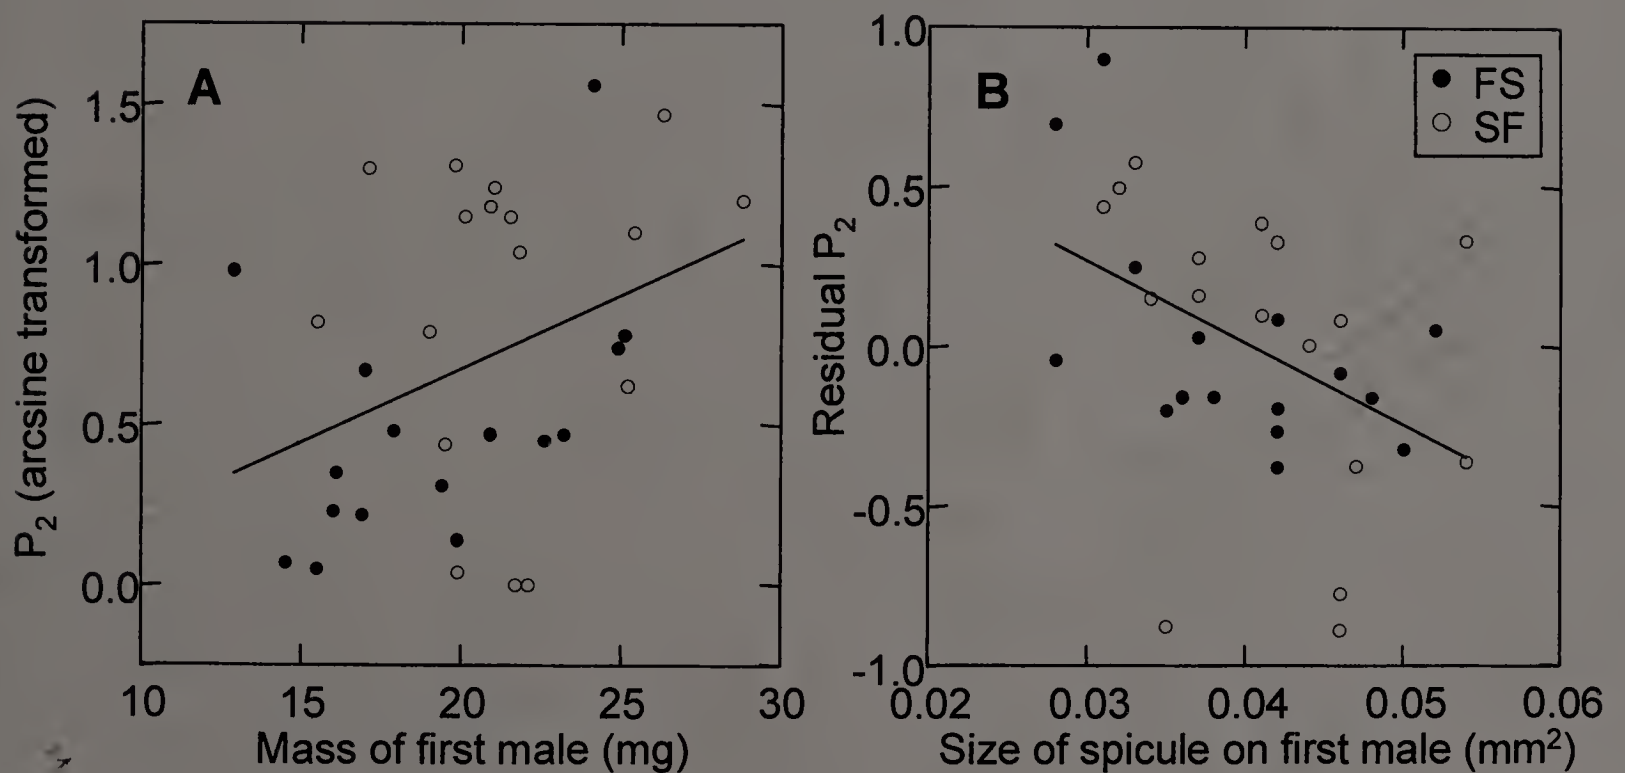 A
P2 (arcsine transformed)
1.5
1.0
0.5
0.0
10 15 20 25 30
Mass of first male (mg)
B
FS
SF
Residual P2
1.0
0.5
0.0
-0.5
-1.0
0.02 0.03 0.04 0.05 0.06
Size of spicule on first male (mm²)